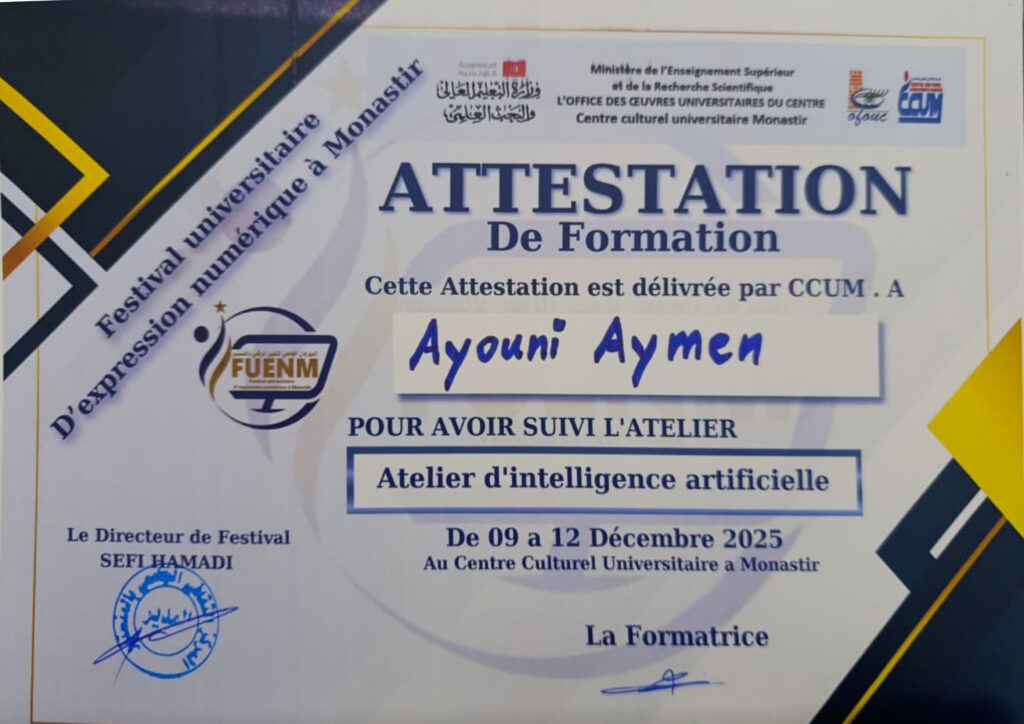 Festival universitaire
D'expression numérique à Monastir
وزارة التعليم العالي
والبحث العلمي
Ministère de l'Enseignement Supérieur
et de la Recherche Scientifique
L'OFFICE DES ŒUVRES UNIVERSITAIRES DU CENTRE
Centre culturel universitaire Monastir
ofouc
CCUM
ATTESTATION
De Formation
Cette Attestation est délivrée par CCUM . A
Ayouni Aymen
FUENM
POUR AVOIR SUIVI L'ATELIER
Atelier d'intelligence artificielle
De 09 a 12 Décembre 2025
Au Centre Culturel Universitaire a Monastir
Le Directeur de Festival
SEFI HAMADI
La Formatrice